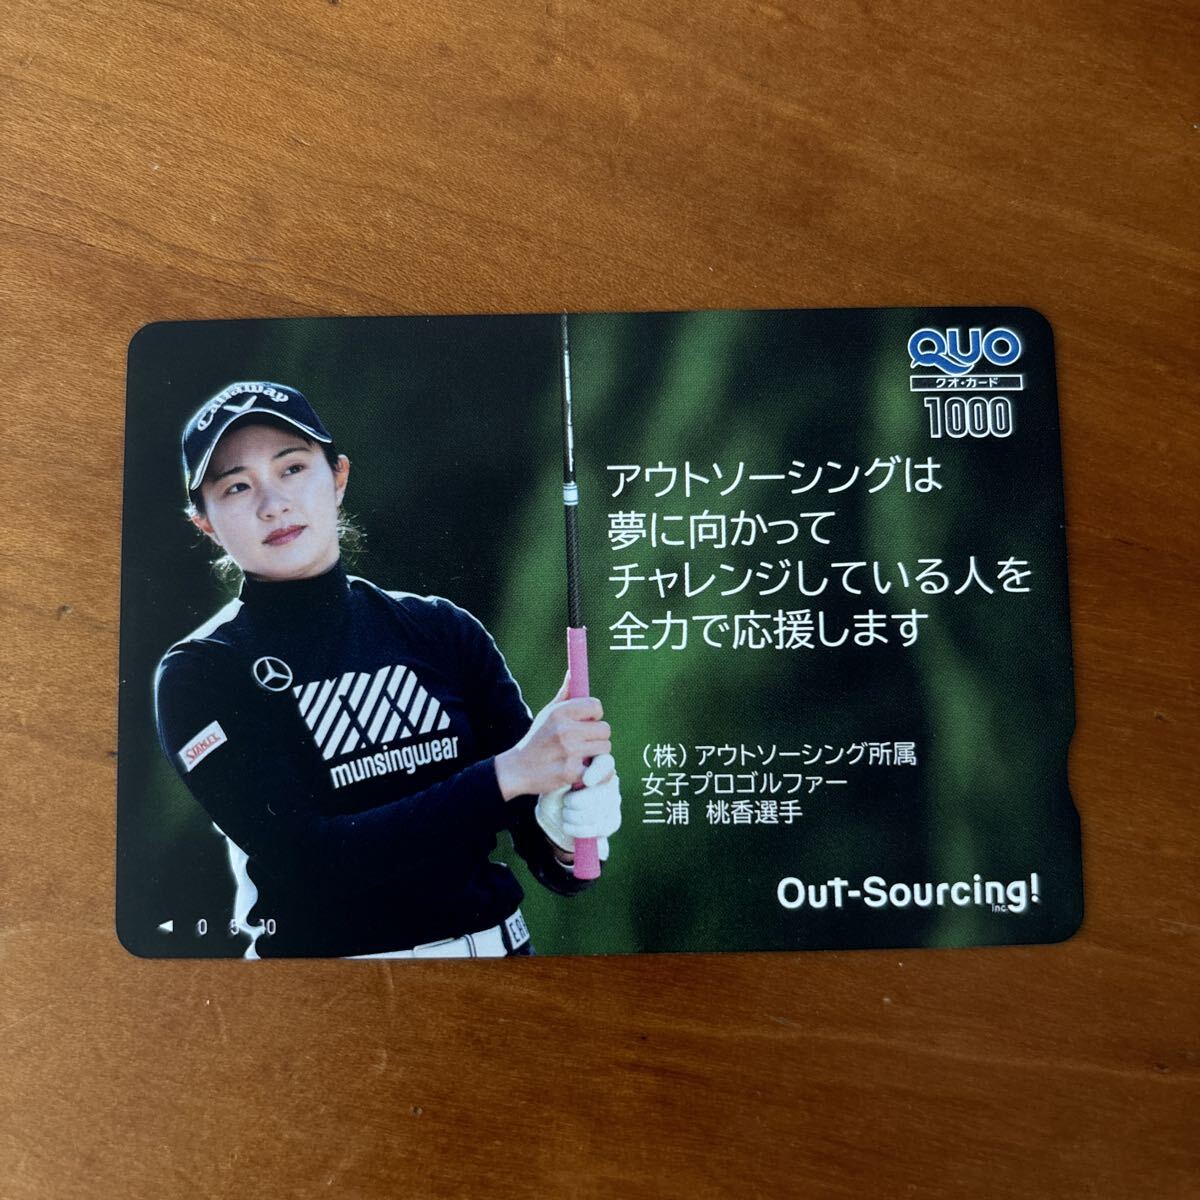 QUO
クオ・カード
1000
アウトソーシングは
夢に向かって
チャレンジしている人を
全力で応援します
(株)アウトソーシング所属
女子プロゴルファー
三浦 桃香選手
Out-Sourcing!
Inc.
Callaway
STANLEY
munsingwear
◀ 0 5 10